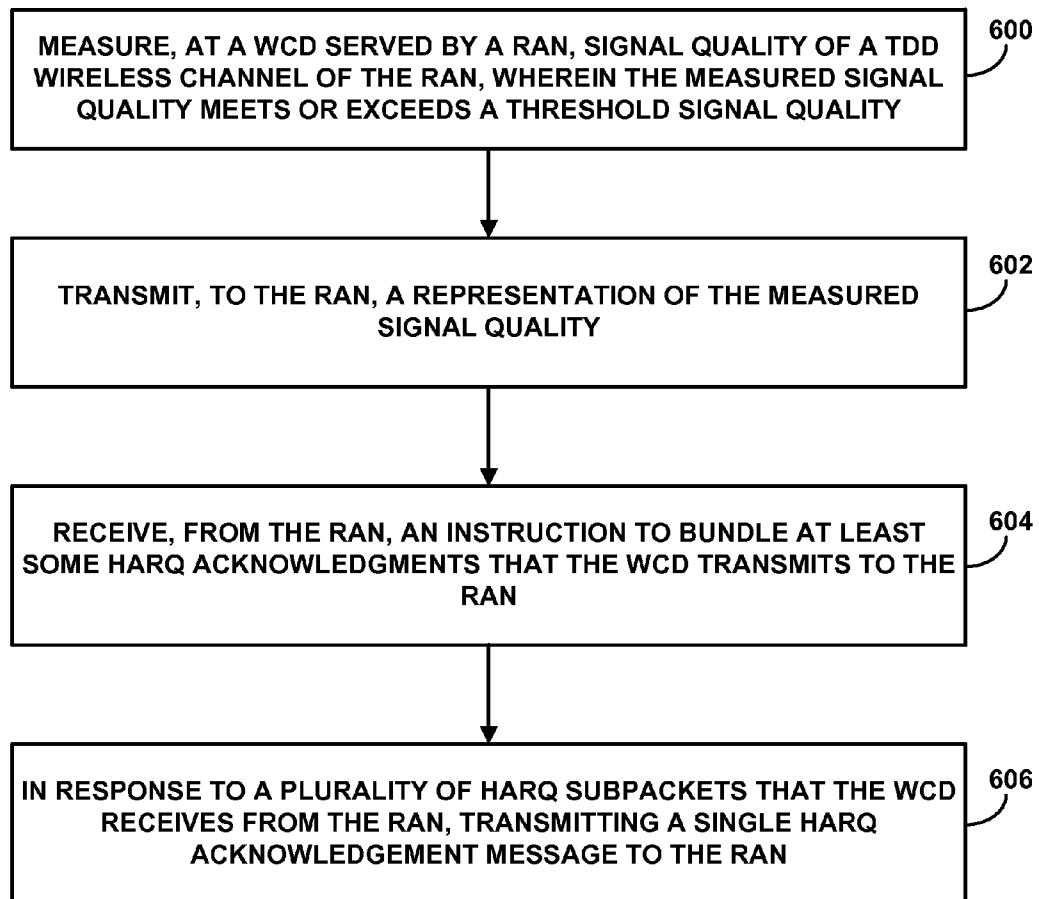 MEASURE, AT A WCD SERVED BY A RAN, SIGNAL QUALITY OF A TDD
WIRELESS CHANNEL OF THE RAN, WHEREIN THE MEASURED SIGNAL
QUALITY MEETS OR EXCEEDS A THRESHOLD SIGNAL QUALITY
600
TRANSMIT, TO THE RAN, A REPRESENTATION OF THE MEASURED
SIGNAL QUALITY
602
RECEIVE, FROM THE RAN, AN INSTRUCTION TO BUNDLE AT LEAST
SOME HARQ ACKNOWLEDGMENTS THAT THE WCD TRANSMITS TO THE
RAN
604
IN RESPONSE TO A PLURALITY OF HARQ SUBPACKETS THAT THE WCD
RECEIVES FROM THE RAN, TRANSMITTING A SINGLE HARQ
ACKNOWLEDGEMENT MESSAGE TO THE RAN
606